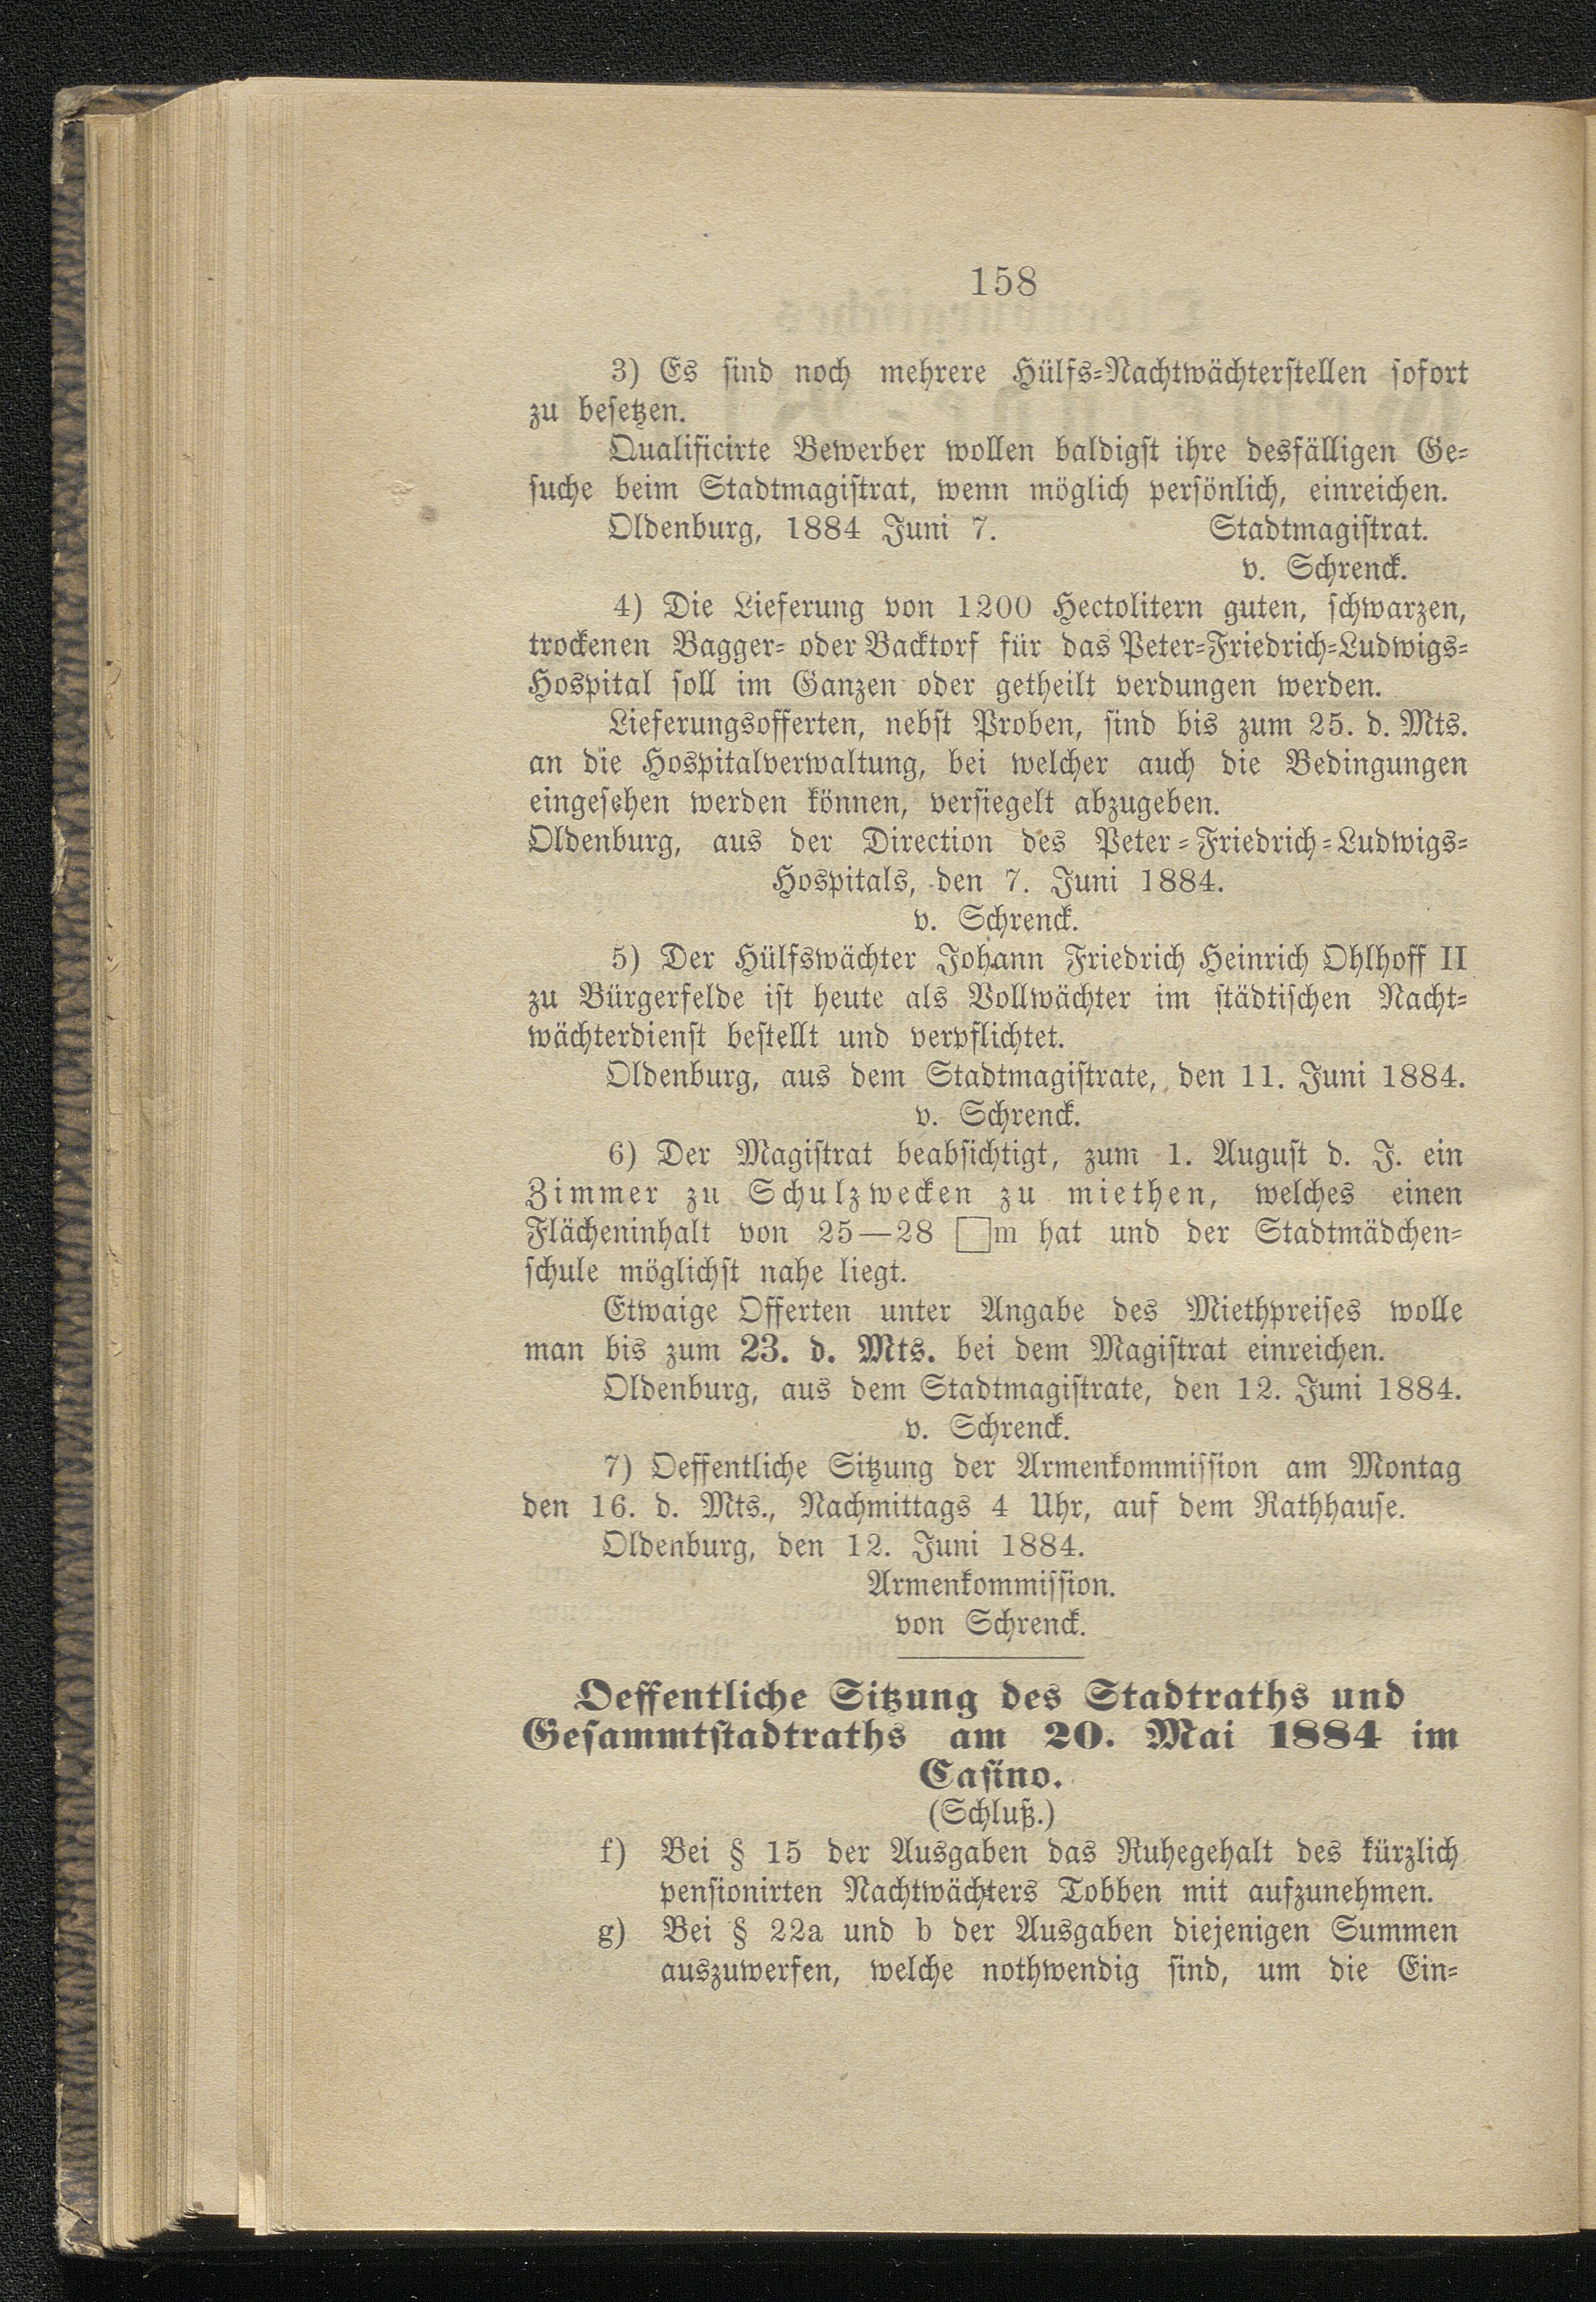 158
3) Es sind noch mehrere Hülfs-Nachtwächterstellen sofort
zu besetzen.
Qualificirte Bewerber wollen baldigst ihre desfälligen Ge-
suche beim Stadtmagistrat, wenn möglich persönlich, einreichen.
Oldenburg, 1884 Juni 7. Stadtmagistrat.
v. Schrenck.
4) Die Lieferung von 1200 Hectolitern guten, schwarzen,
trockenen Bagger- oder Backtorf für das Peter-Friedrich-Ludwigs-
Hospital soll im Ganzen oder getheilt verdungen werden.
Lieferungsofferten, nebst Proben, sind bis zum 25. d. Mts.
an die Hospitalverwaltung, bei welcher auch die Bedingungen
eingesehen werden können, versiegelt abzugeben.
Oldenburg, aus der Direction des Peter-Friedrich-Ludwigs-
Hospitals, den 7. Juni 1884.
v. Schrenck.
5) Der Hülfswächter Johann Friedrich Heinrich Ohlhoff II
zu Bürgerfelde ist heute als Vollwächter im städtischen Nacht-
wächterdienst bestellt und verpflichtet.
Oldenburg, aus dem Stadtmagistrate, den 11. Juni 1884.
v. Schrenck.
6) Der Magistrat beabsichtigt, zum 1. August d. J. ein
Zimmer zu Schulzwecken zu miethen, welches einen
Flächeninhalt von 25—28 □m hat und der Stadtmädchen-
schule möglichst nahe liegt.
Etwaige Offerten unter Angabe des Miethpreises wolle
man bis zum 23. d. Mts. bei dem Magistrat einreichen.
Oldenburg, aus dem Stadtmagistrate, den 12. Juni 1884.
v. Schrenck.
7) Oeffentliche Sitzung der Armenkommission am Montag
den 16. d. Mts., Nachmittags 4 Uhr, auf dem Rathhause.
Oldenburg, den 12. Juni 1884.
Armenkommission.
von Schrenck.
Oeffentliche Sitzung des Stadtraths und
Gesammtstadtraths am 20. Mai 1884 im
Casino.
(Schluß.)
f) Bei § 15 der Ausgaben das Ruhegehalt des kürzlich
pensionirten Nachtwächters Tobben mit aufzunehmen.
g) Bei § 22a und b der Ausgaben diejenigen Summen
auszuwerfen, welche nothwendig sind, um die Ein-